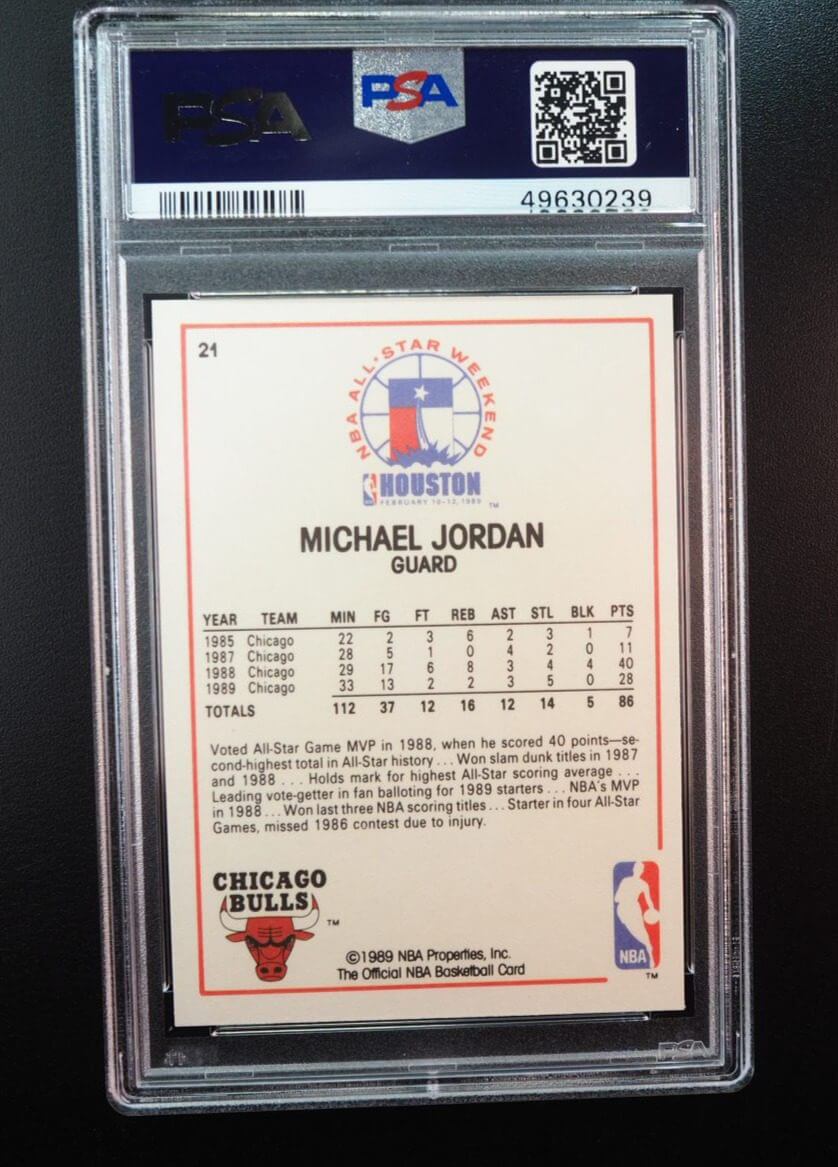 PSA
PSA
49630239
21
NBA ALL·STAR WEEKEND
HOUSTON
FEBRUARY 10-12, 1989
TM
MICHAEL JORDAN
GUARD
YEAR TEAM MIN FG FT REB AST STL BLK PTS
1985 Chicago 22 2 3 6 2 3 1 7
1987 Chicago 28 5 1 0 4 2 0 11
1988 Chicago 29 17 6 8 3 4 4 40
1989 Chicago 33 13 2 2 3 5 0 28
TOTALS 112 37 12 16 12 14 5 86
Voted All-Star Game MVP in 1988, when he scored 40 points—se-
cond-highest total in All-Star history . . . Won slam dunk titles in 1987
and 1988 . . . Holds mark for highest All-Star scoring average . . .
Leading vote-getter in fan balloting for 1989 starters . . . NBA's MVP
in 1988 . . . Won last three NBA scoring titles . . . Starter in four All-Star
Games, missed 1986 contest due to injury.
CHICAGO
BULLS
TM
©1989 NBA Properties, Inc.
The Official NBA Basketball Card
NBA
TM
PSA